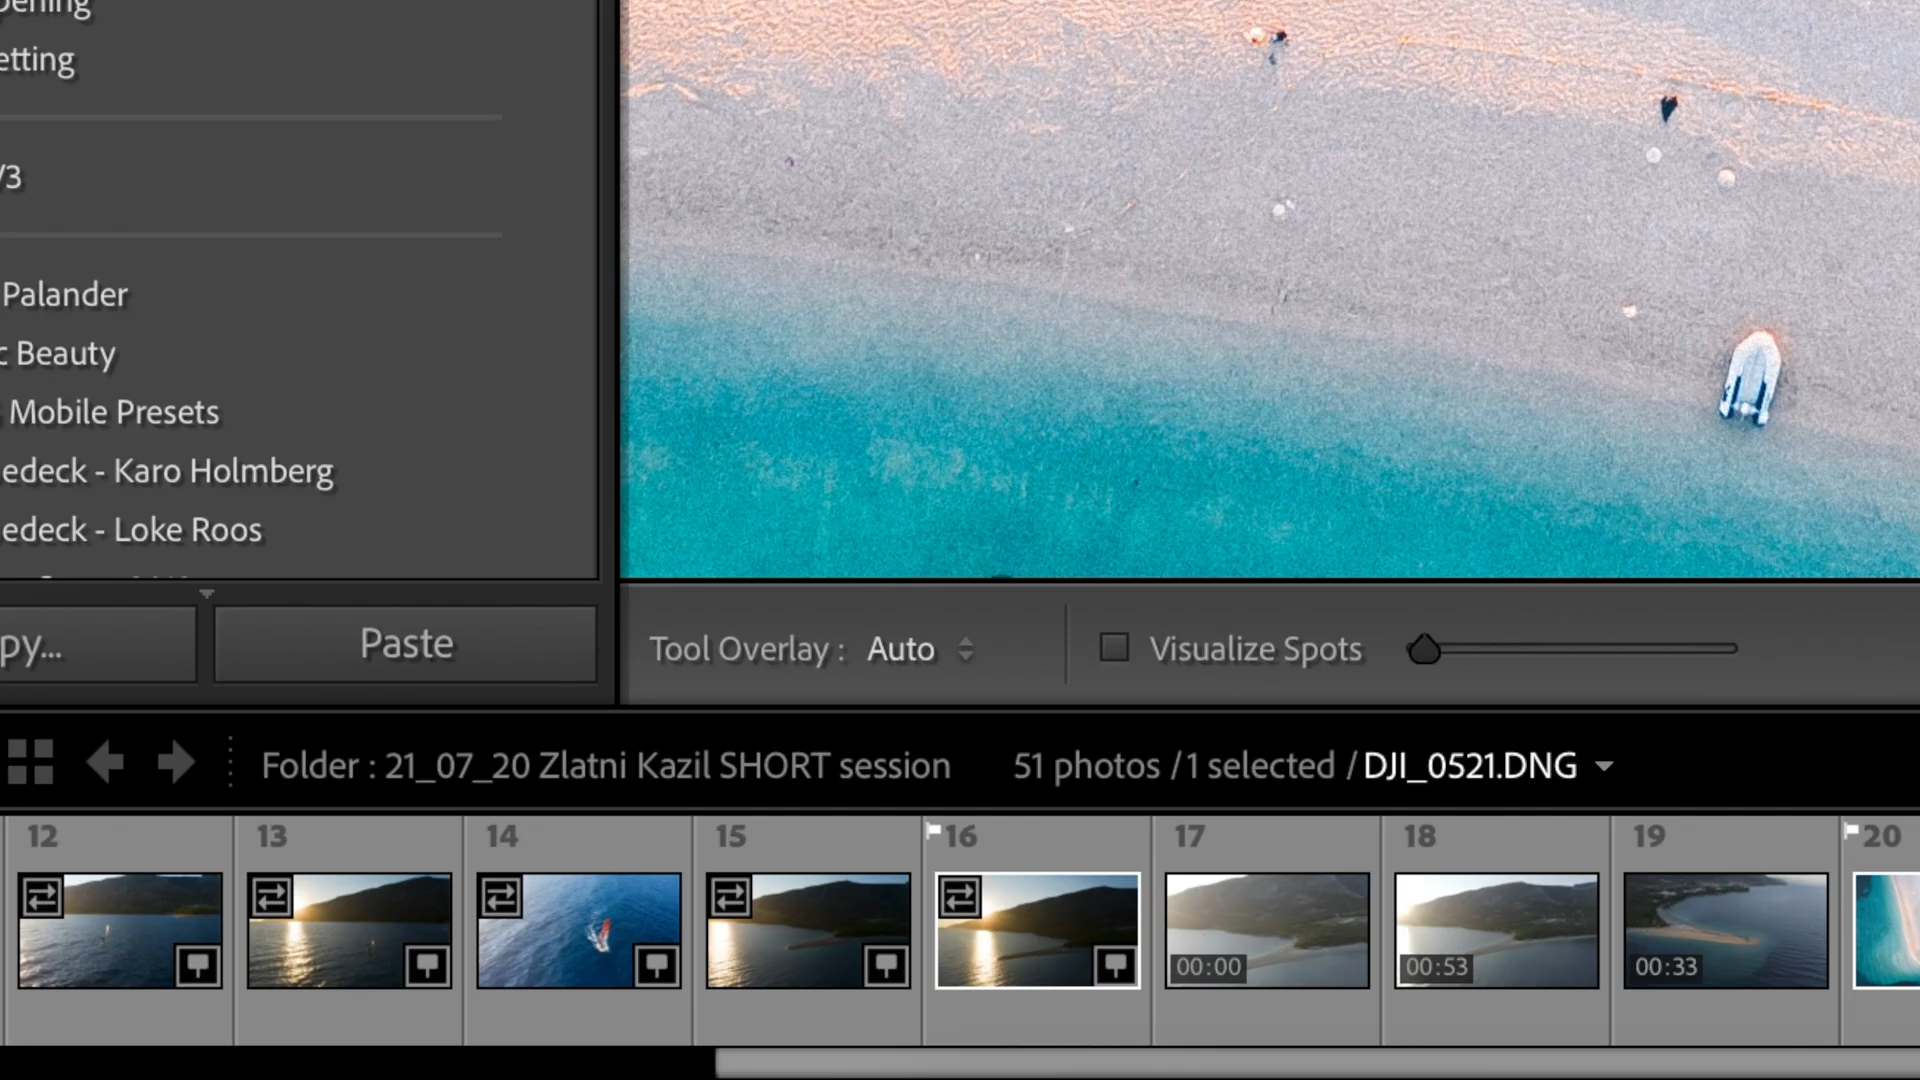 etting
/3
Palander
c Beauty
Mobile Presets
edeck - Karo Holmberg
edeck - Loke Roos
py...
Paste
Tool Overlay : Auto
Visualize Spots
Folder : 21_07_20 Zlatni Kazil SHORT session
51 photos / 1 selected / DJI_0521.DNG
12
13
14
15
16
17
18
19
20
00:00
00:53
00:33